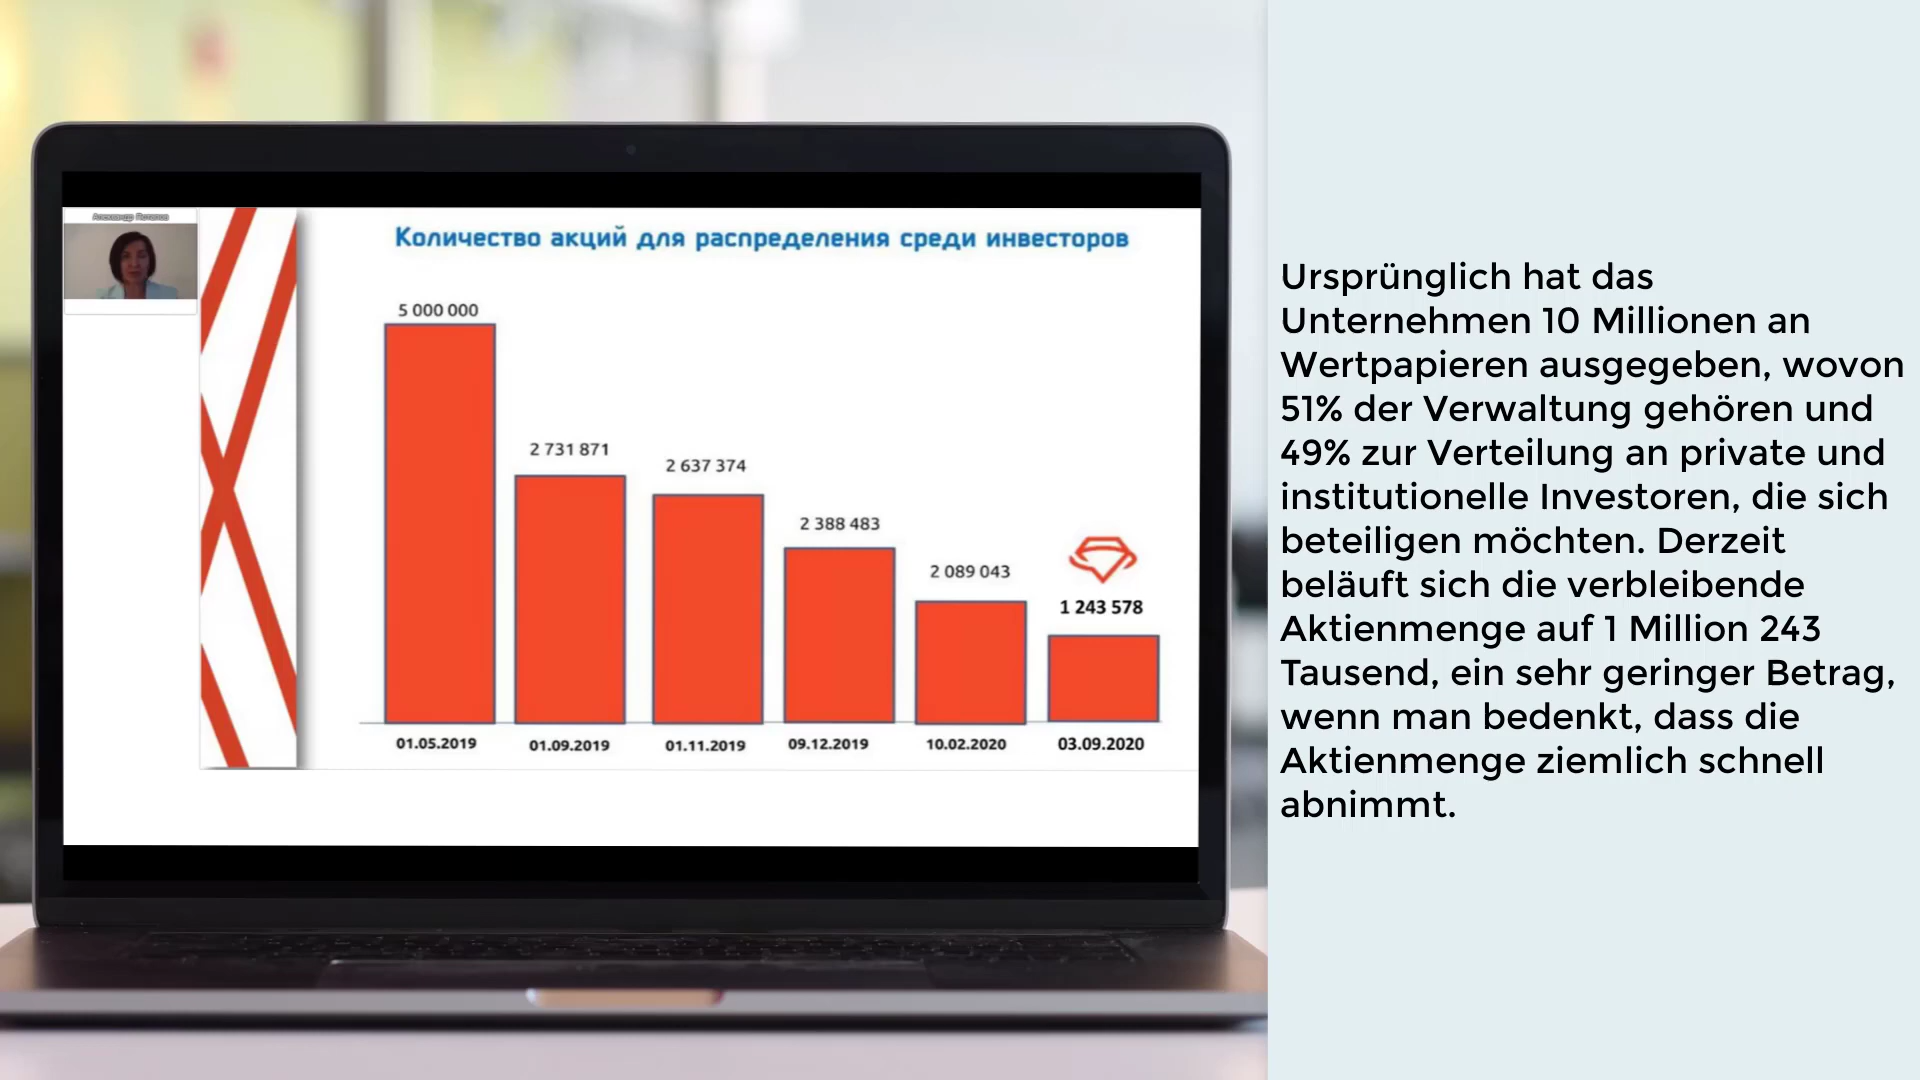 Александр Потапов
Количество акций для распределения среди инвесторов
5 000 000
2 731 871
2 637 374
2 388 483
2 089 043
1 243 578
01.05.2019
01.09.2019
01.11.2019
09.12.2019
10.02.2020
03.09.2020
Ursprünglich hat das
Unternehmen 10 Millionen an
Wertpapieren ausgegeben, wovon
51% der Verwaltung gehören und
49% zur Verteilung an private und
institutionelle Investoren, die sich
beteiligen möchten. Derzeit
beläuft sich die verbleibende
Aktienmenge auf 1 Million 243
Tausend, ein sehr geringer Betrag,
wenn man bedenkt, dass die
Aktienmenge ziemlich schnell
abnimmt.